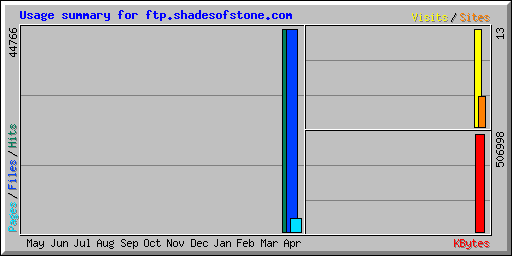 Usage summary for ftp.shadesofstone.com
Visits / Sites
44766
13
Pages / Files / Hits
506998
May Jun Jul Aug Sep Oct Nov Dec Jan Feb Mar Apr
KBytes